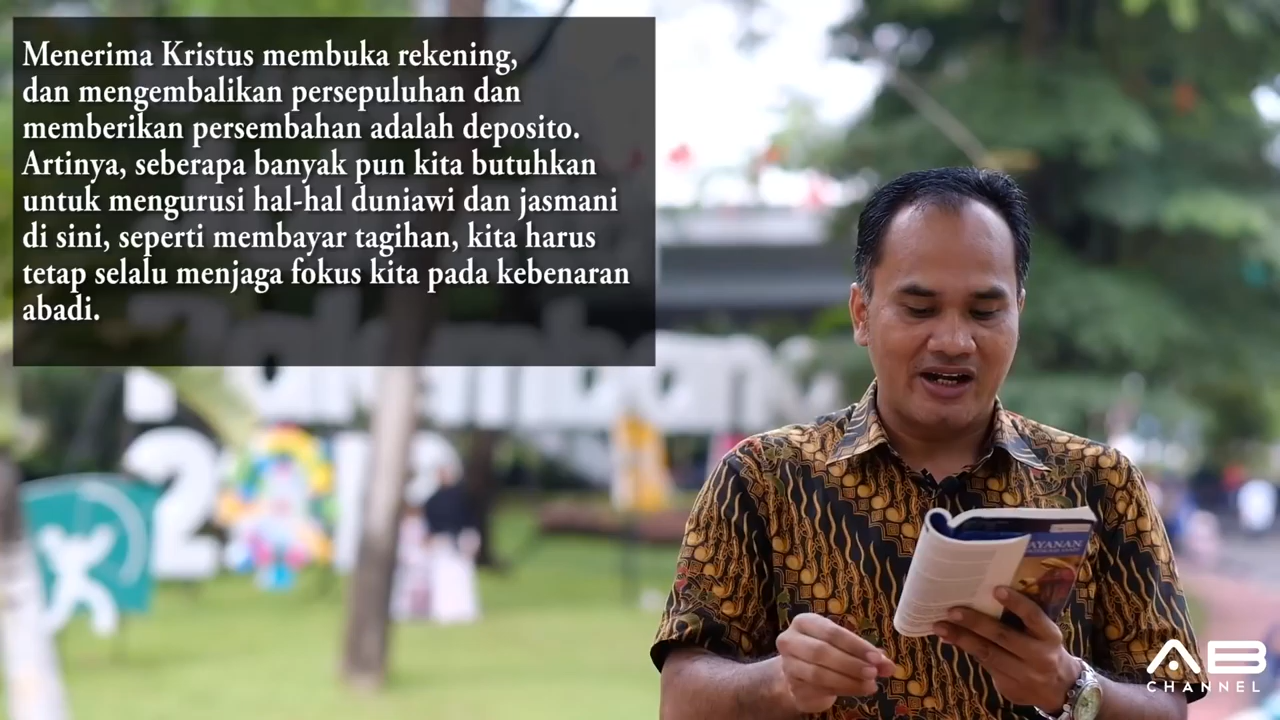 Menerima Kristus membuka rekening,
dan mengembalikan persepuluhan dan
memberikan persembahan adalah deposito.
Artinya, seberapa banyak pun kita butuhkan
untuk mengurusi hal-hal duniawi dan jasmani
di sini, seperti membayar tagihan, kita harus
tetap selalu menjaga fokus kita pada kebenaran
abadi.
AYANAN
AB
CHANNEL